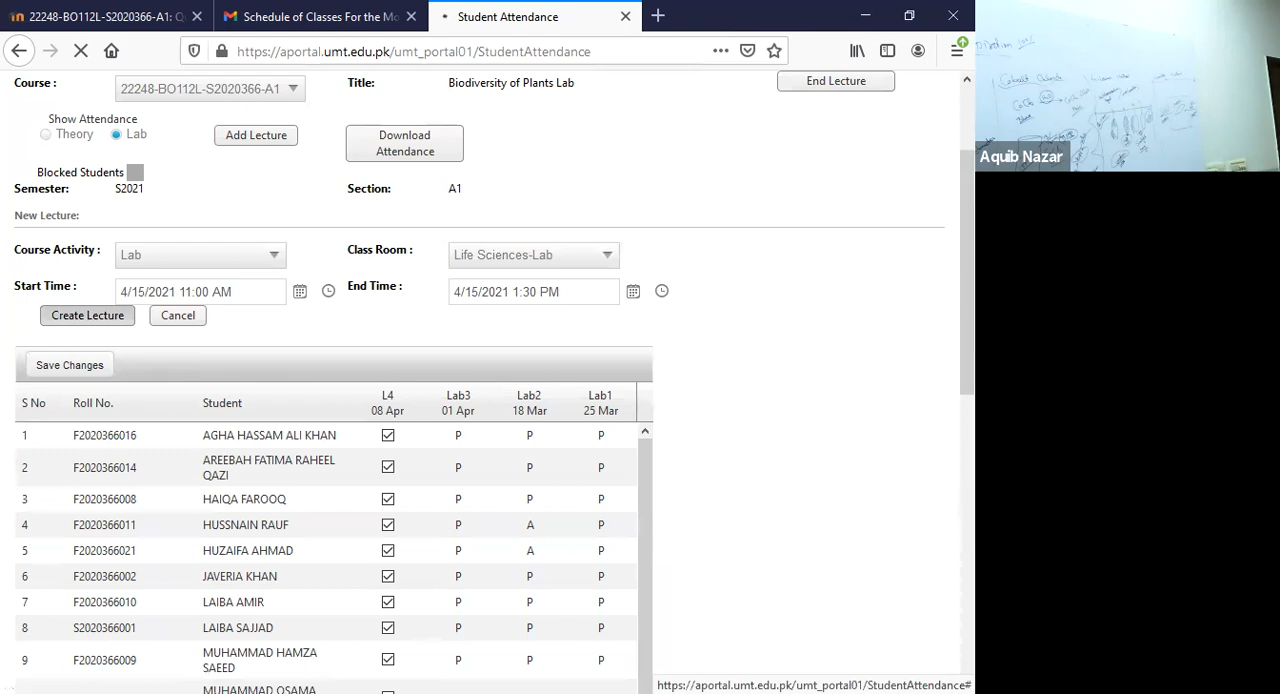 22248-BO112L-S2020366-A1: Q
Schedule of Classes For the Mo
Student Attendance
https://aportal.umt.edu.pk/umt_portal01/StudentAttendance
Course :
22248-BO112L-S2020366-A1
Title:
Biodiversity of Plants Lab
End Lecture
Show Attendance
Theory
Lab
Add Lecture
Download
Attendance
Blocked Students
Semester:
S2021
Section:
A1
New Lecture:
Course Activity :
Lab
Class Room :
Life Sciences-Lab
Start Time :
4/15/2021 11:00 AM
End Time :
4/15/2021 1:30 PM
Create Lecture
Cancel
Save Changes
S No Roll No. Student L4 08 Apr Lab3 01 Apr Lab2 18 Mar Lab1 25 Mar
1 F2020366016 AGHA HASSAM ALI KHAN P P P
2 F2020366014 AREEBAH FATIMA RAHEEL QAZI P P P
3 F2020366008 HAIQA FAROOQ P P P
4 F2020366011 HUSSNAIN RAUF P A P
5 F2020366021 HUZAIFA AHMAD P A P
6 F2020366002 JAVERIA KHAN P P P
7 F2020366010 LAIBA AMIR P P P
8 S2020366001 LAIBA SAJJAD P P P
9 F2020366009 MUHAMMAD HAMZA SAEED P P P
MUHAMMAD OSAMA
https://aportal.umt.edu.pk/umt_portal01/StudentAttendance#
Aquib Nazar